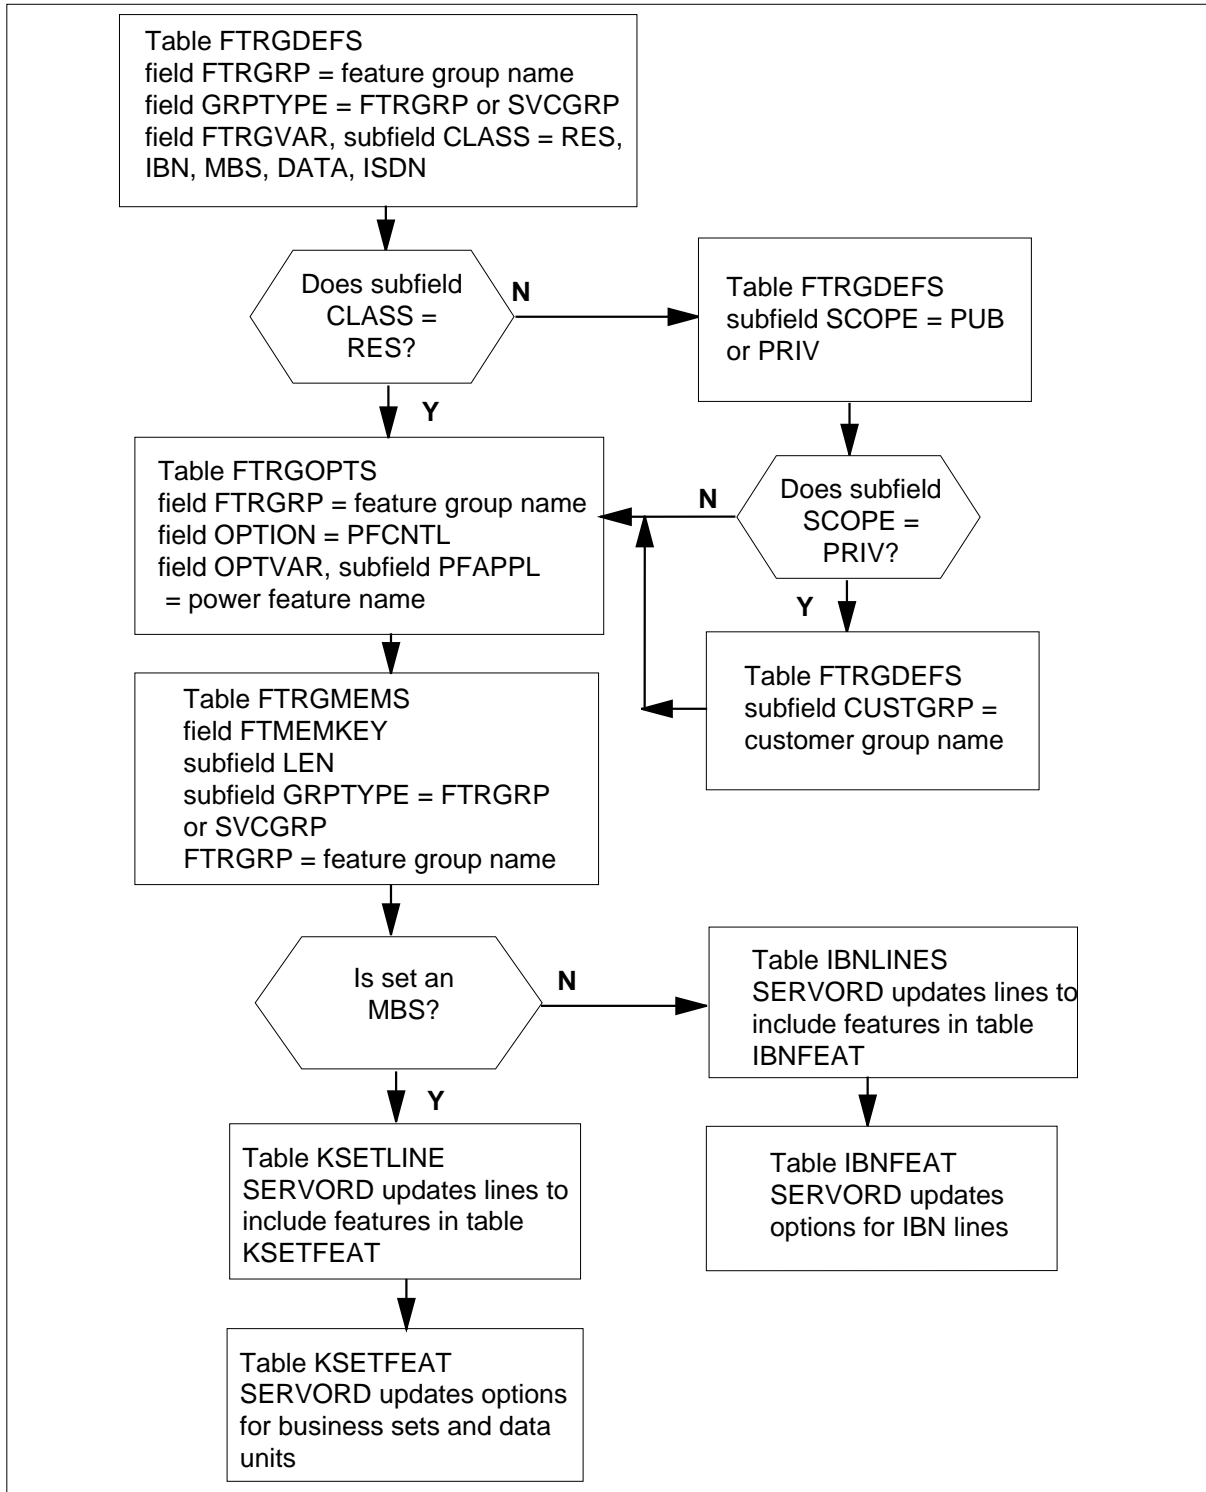 Table FTRGDEFS
field FTRGRP = feature group name
field GRPTYPE = FTRGRP or SVCGRP
field FTRGVAR, subfield CLASS = RES,
IBN, MBS, DATA, ISDN
Does subfield
CLASS =
RES?
N
Y
Table FTRGDEFS
subfield SCOPE = PUB
or PRIV
Does subfield
SCOPE =
PRIV?
N
Y
Table FTRGDEFS
subfield CUSTGRP =
customer group name
Table FTRGOPTS
field FTRGRP = feature group name
field OPTION = PFCNTL
field OPTVAR, subfield PFAPPL
= power feature name
Table FTRGMEMS
field FTMEMKEY
subfield LEN
subfield GRPTYPE = FTRGRP
or SVCGRP
FTRGRP = feature group name
Is set an
MBS?
N
Y
Table IBNLINES
SERVORD updates lines to
include features in table
IBNFEAT
Table IBNFEAT
SERVORD updates
options for IBN lines
Table KSETLINE
SERVORD updates lines to
include features in table
KSETFEAT
Table KSETFEAT
SERVORD updates options
for business sets and data
units